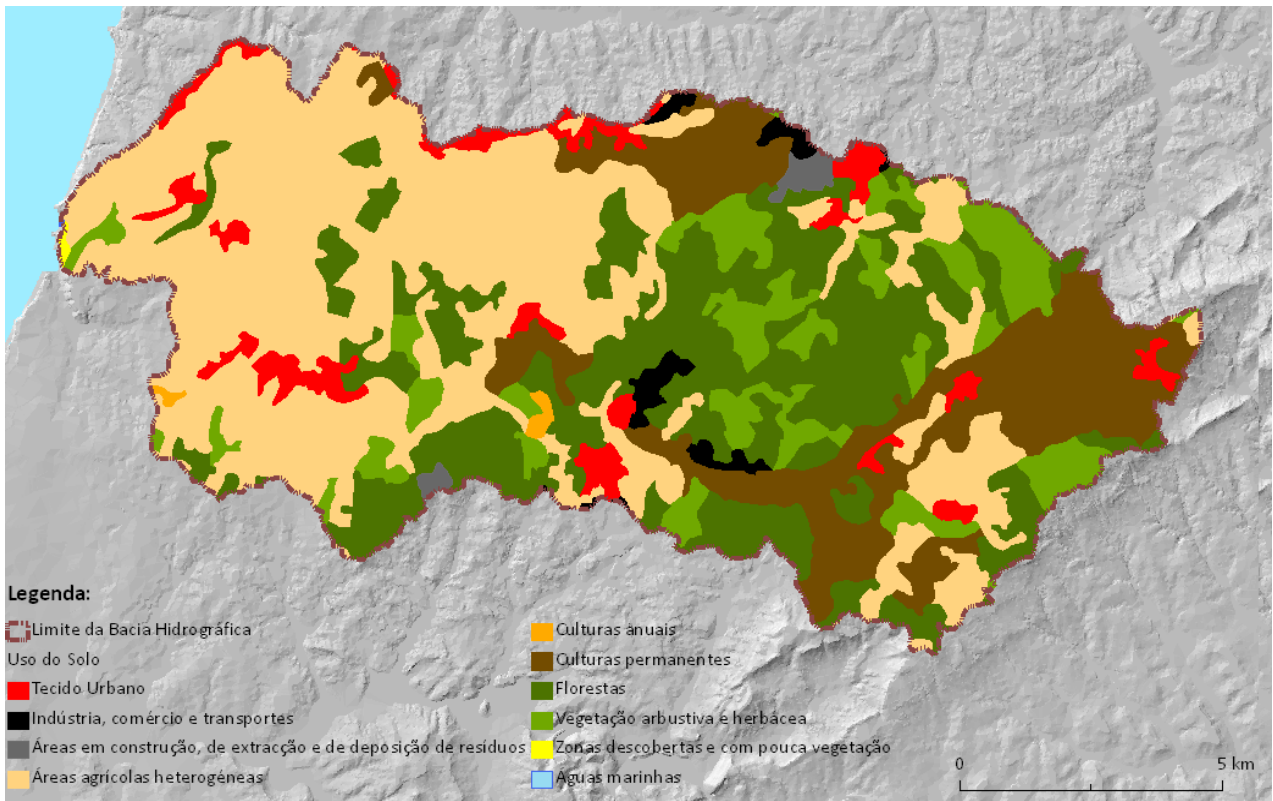 Legenda:
Limite da Bacia Hidrográfica
Uso do Solo
Tecido Urbano
Indústria, comércio e transportes
Áreas em construção, de extracção e de deposição de resíduos
Áreas agrícolas heterogéneas
Culturas anuais
Culturas permanentes
Florestas
Vegetação arbustiva e herbácea
Zonas descobertas e com pouca vegetação
Aguas marinhas
0 5 km